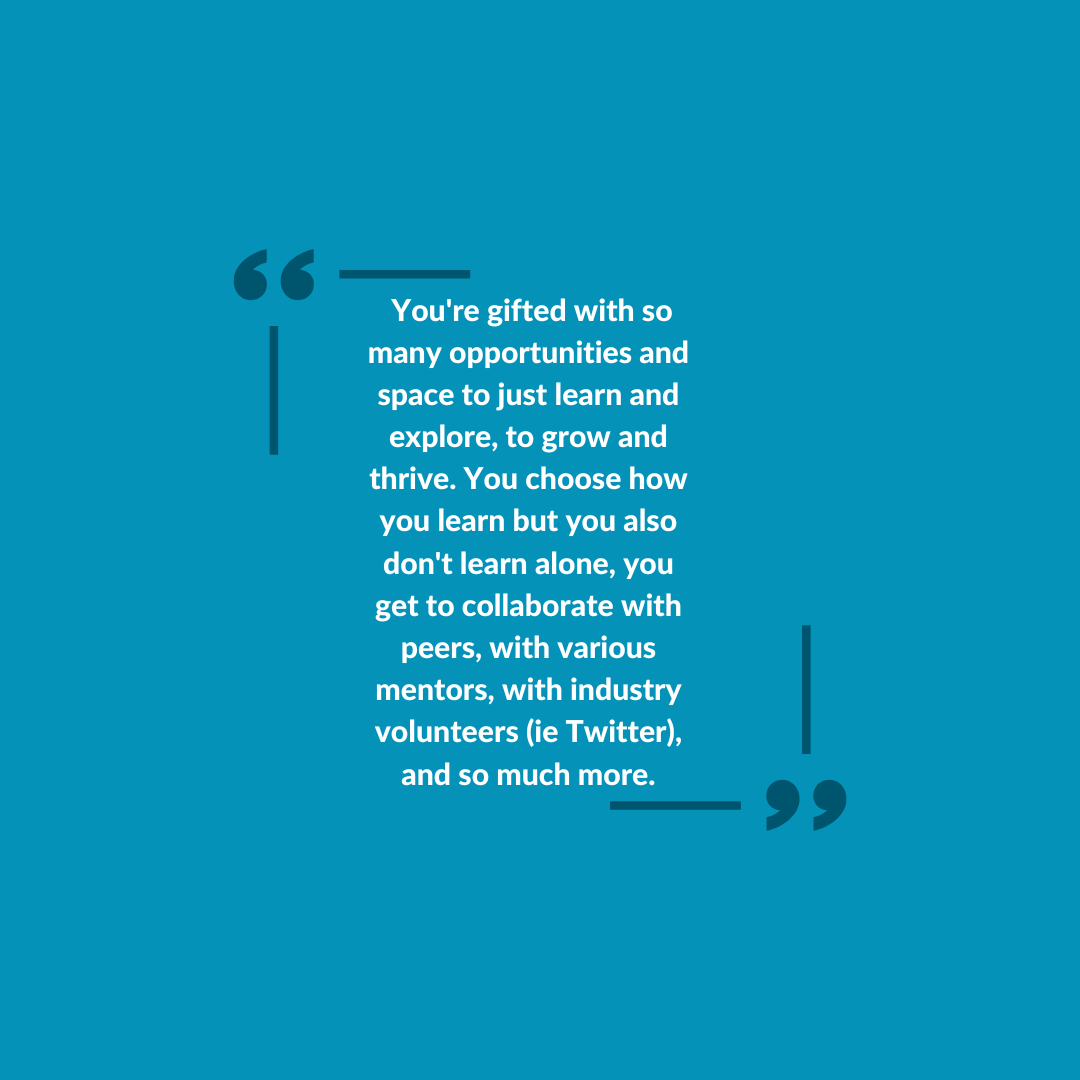 You're gifted with so
many opportunities and
space to just learn and
explore, to grow and
thrive. You choose how
you learn but you also
don't learn alone, you
get to collaborate with
peers, with various
mentors, with industry
volunteers (ie Twitter),
and so much more.